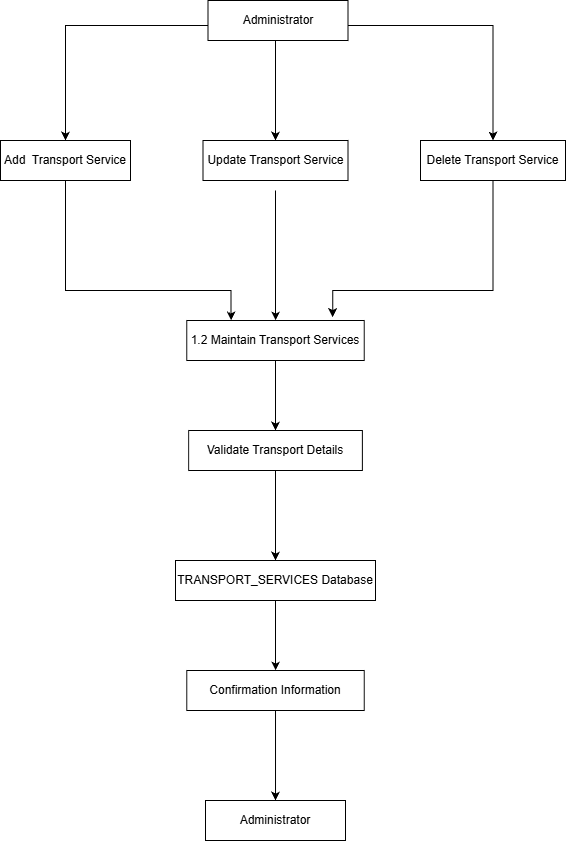 Administrator
Add  Transport Service
Update Transport Service
Delete Transport Service
1.2 Maintain Transport Services
Validate Transport Details
TRANSPORT_SERVICES Database
Confirmation Information
Administrator